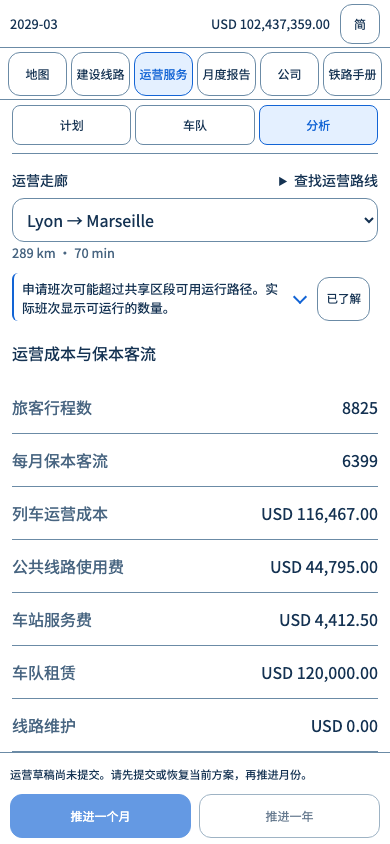 2029-03
USD 102,437,359.00
简
地图
建设线路
运营服务
月度报告
公司
铁路手册
计划
车队
分析
运营走廊
▶ 查找运营路线
Lyon → Marseille
289 km · 70 min
申请班次可能超过共享区段可用运行路径。实
际班次显示可运行的数量。
已了解
运营成本与保本客流
旅客行程数 8825
每月保本客流 6399
列车运营成本 USD 116,467.00
公共线路使用费 USD 44,795.00
车站服务费 USD 4,412.50
车队租赁 USD 120,000.00
线路维护 USD 0.00
运营草稿尚未提交。请先提交或恢复当前方案，再推进月份。
推进一个月
推进一年